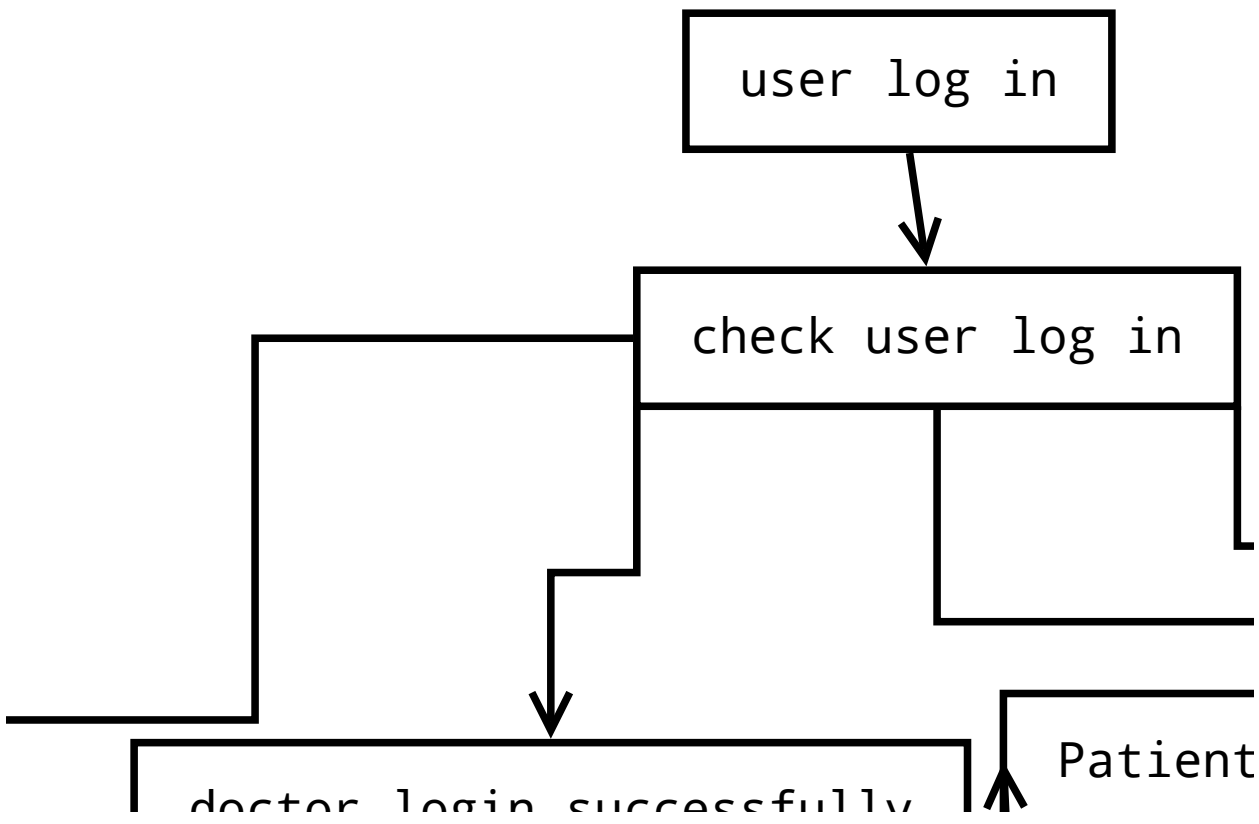 user log in
check user log in
Patient
doctor login successfully